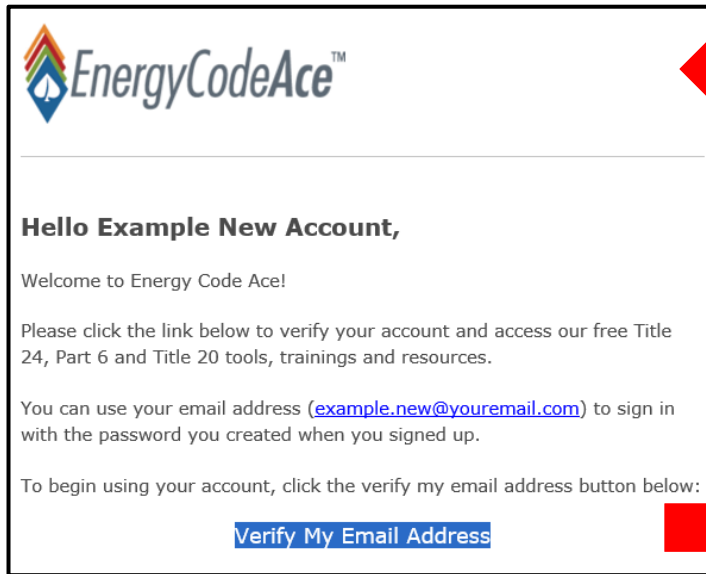 EnergyCodeAce™
Hello Example New Account,
Welcome to Energy Code Ace!
Please click the link below to verify your account and access our free Title
24, Part 6 and Title 20 tools, trainings and resources.
You can use your email address (example.new@youremail.com) to sign in
with the password you created when you signed up.
To begin using your account, click the verify my email address button below:
Verify My Email Address